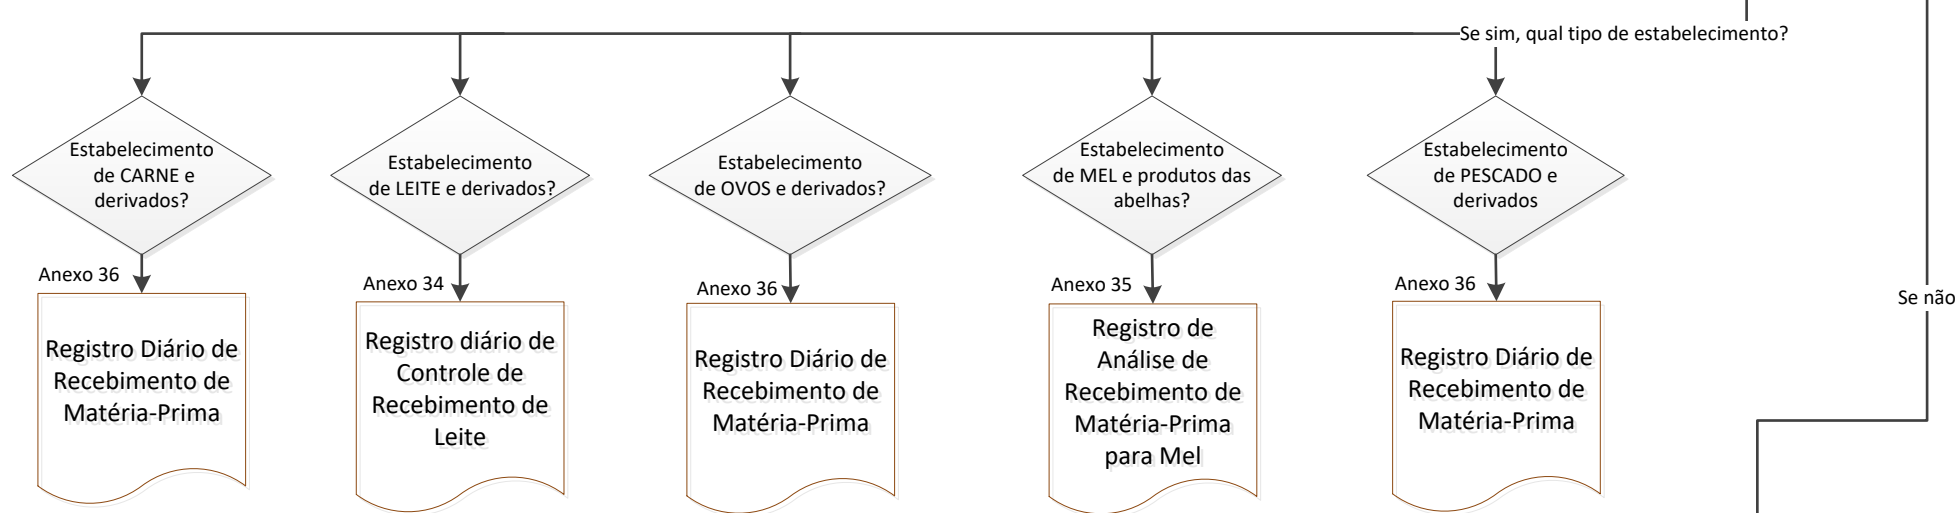 Se sim, qual tipo de estabelecimento?
Estabelecimento
de CARNE e
derivados?
Estabelecimento
de LEITE e derivados?
Estabelecimento
de OVOS e derivados?
Estabelecimento
de MEL e produtos das
abelhas?
Estabelecimento
de PESCADO e
derivados
Anexo 36
Registro Diário de
Recebimento de
Matéria-Prima
Anexo 34
Registro diário de
Controle de
Recebimento de
Leite
Anexo 36
Registro Diário de
Recebimento de
Matéria-Prima
Anexo 35
Registro de
Análise de
Recebimento de
Matéria-Prima
para Mel
Anexo 36
Registro Diário de
Recebimento de
Matéria-Prima
Se não